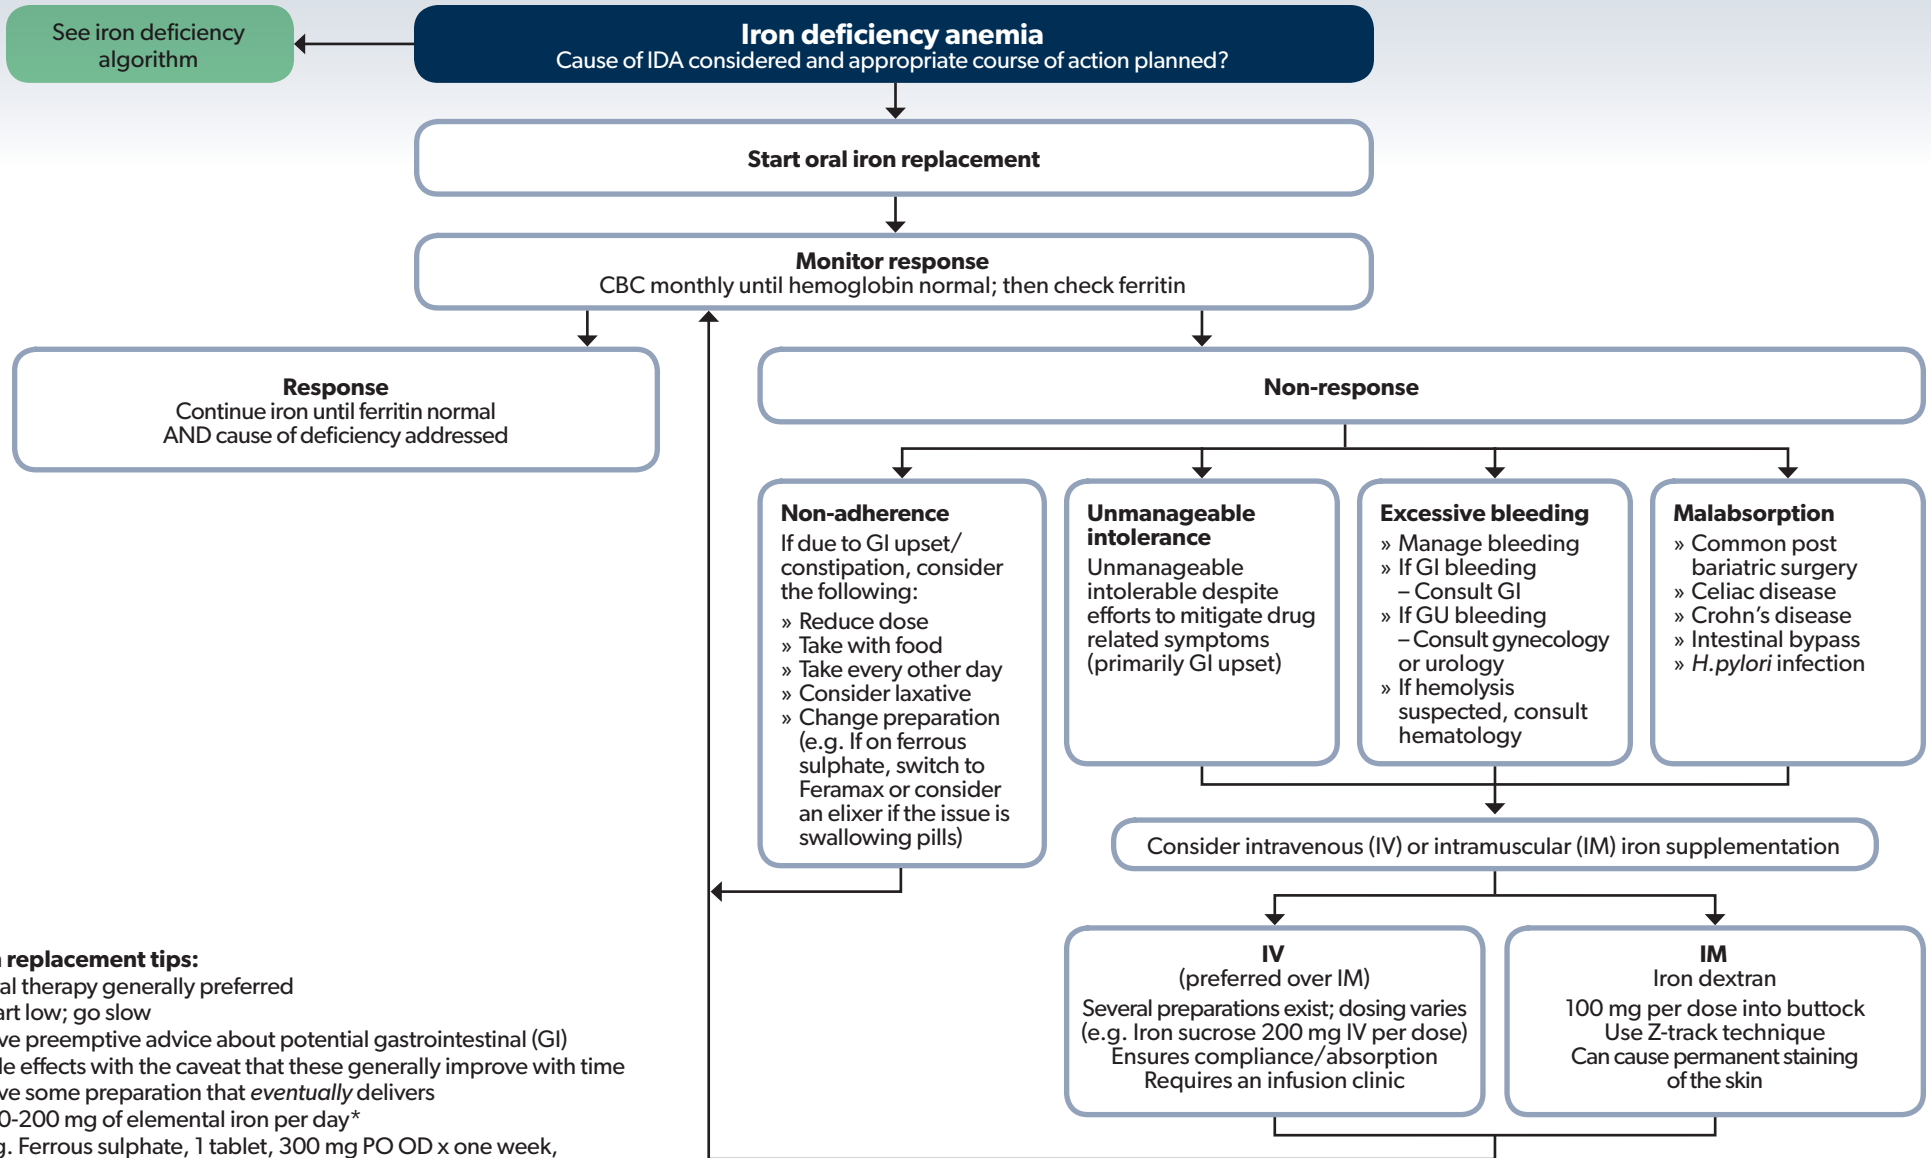 See iron deficiency
algorithm
Iron deficiency anemia
Cause of IDA considered and appropriate course of action planned?
Start oral iron replacement
Monitor response
CBC monthly until hemoglobin normal; then check ferritin
Response
Continue iron until ferritin normal
AND cause of deficiency addressed
Non-response
Non-adherence
If due to GI upset/
constipation, consider
the following:
» Reduce dose
» Take with food
» Take every other day
» Consider laxative
» Change preparation
(e.g. If on ferrous
sulphate, switch to
Feramax or consider
an elixer if the issue is
swallowing pills)
Unmanageable
intolerance
Unmanageable
intolerable despite
efforts to mitigate drug
related symptoms
(primarily GI upset)
Excessive bleeding
» Manage bleeding
» If GI bleeding
– Consult GI
» If GU bleeding
– Consult gynecology
or urology
» If hemolysis
suspected, consult
hematology
Malabsorption
» Common post
bariatric surgery
» Celiac disease
» Crohn's disease
» Intestinal bypass
» H.pylori infection
Consider intravenous (IV) or intramuscular (IM) iron supplementation
IV
(preferred over IM)
Several preparations exist; dosing varies
(e.g. Iron sucrose 200 mg IV per dose)
Ensures compliance/absorption
Requires an infusion clinic
IM
Iron dextran
100 mg per dose into buttock
Use Z-track technique
Can cause permanent staining
of the skin
replacement tips:
therapy generally preferred
low; go slow
preemptive advice about potential gastrointestinal (GI)
effects with the caveat that these generally improve with time
some preparation that eventually delivers
mg of elemental iron per day*
Ferrous sulphate, 1 tablet, 300 mg PO OD x one week,